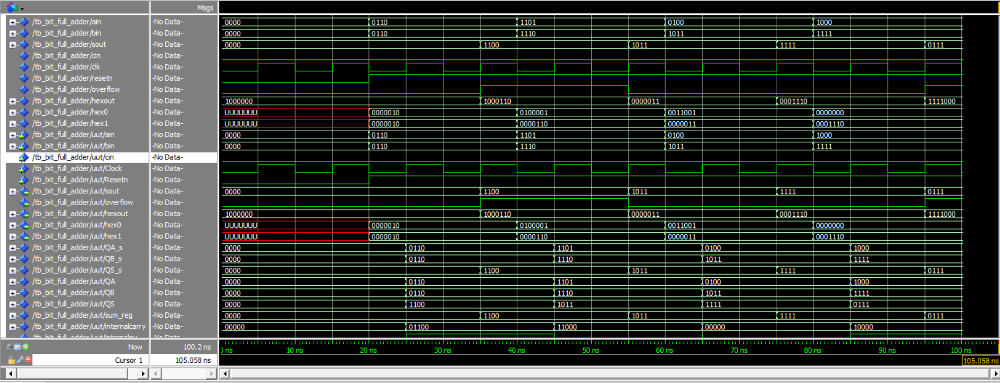 Msgs
/tb_bit_full_adder/ain -No Data- 0000 0110 1101 0100 1000
/tb_bit_full_adder/bin -No Data- 0000 0110 1110 1011 1111
/tb_bit_full_adder/sout -No Data- 0000 1100 1011 1111 0111
/tb_bit_full_adder/cin -No Data-
/tb_bit_full_adder/clk -No Data-
/tb_bit_full_adder/resetn -No Data-
/tb_bit_full_adder/overflow -No Data-
/tb_bit_full_adder/hexout -No Data- 1000000 1000110 0000011 0001110 1111000
/tb_bit_full_adder/hex0 -No Data- UUUUUUU 0000010 0100001 0011001 0000000
/tb_bit_full_adder/hex1 -No Data- UUUUUUU 0000010 0000110 0000011 0001110
/tb_bit_full_adder/uut/ain -No Data- 0000 0110 1101 0100 1000
/tb_bit_full_adder/uut/bin -No Data- 0000 0110 1110 1011 1111
/tb_bit_full_adder/uut/cin -No Data-
/tb_bit_full_adder/uut/Clock -No Data-
/tb_bit_full_adder/uut/Resetn -No Data-
/tb_bit_full_adder/uut/sout -No Data- 0000 1100 1011 1111 0111
/tb_bit_full_adder/uut/overflow -No Data-
/tb_bit_full_adder/uut/hexout -No Data- 1000000 1000110 0000011 0001110 1111000
/tb_bit_full_adder/uut/hex0 -No Data- UUUUUUU 0000010 0100001 0011001 0000000
/tb_bit_full_adder/uut/hex1 -No Data- UUUUUUU 0000010 0000110 0000011 0001110
/tb_bit_full_adder/uut/QA_s -No Data- 0000 0110 1101 0100 1000
/tb_bit_full_adder/uut/QB_s -No Data- 0000 0110 1110 1011 1111
/tb_bit_full_adder/uut/QS_s -No Data- 0000 1100 1011 1111 0111
/tb_bit_full_adder/uut/QA -No Data- 0000 0110 1101 0100 1000
/tb_bit_full_adder/uut/QB -No Data- 0000 0110 1110 1011 1111
/tb_bit_full_adder/uut/QS -No Data- 0000 1100 1011 1111 0111
/tb_bit_full_adder/uut/sum_reg -No Data- 0000 1100 1011 1111 0111
/tb_bit_full_adder/uut/internalcarry -No Data- 00000 01100 11000 00000 10000
Now 100.2 ns 0 ns 10 ns 20 ns 30 ns 40 ns 50 ns 60 ns 70 ns 80 ns 90 ns 100 ns
Cursor 1 105.058 ns 105.058 ns